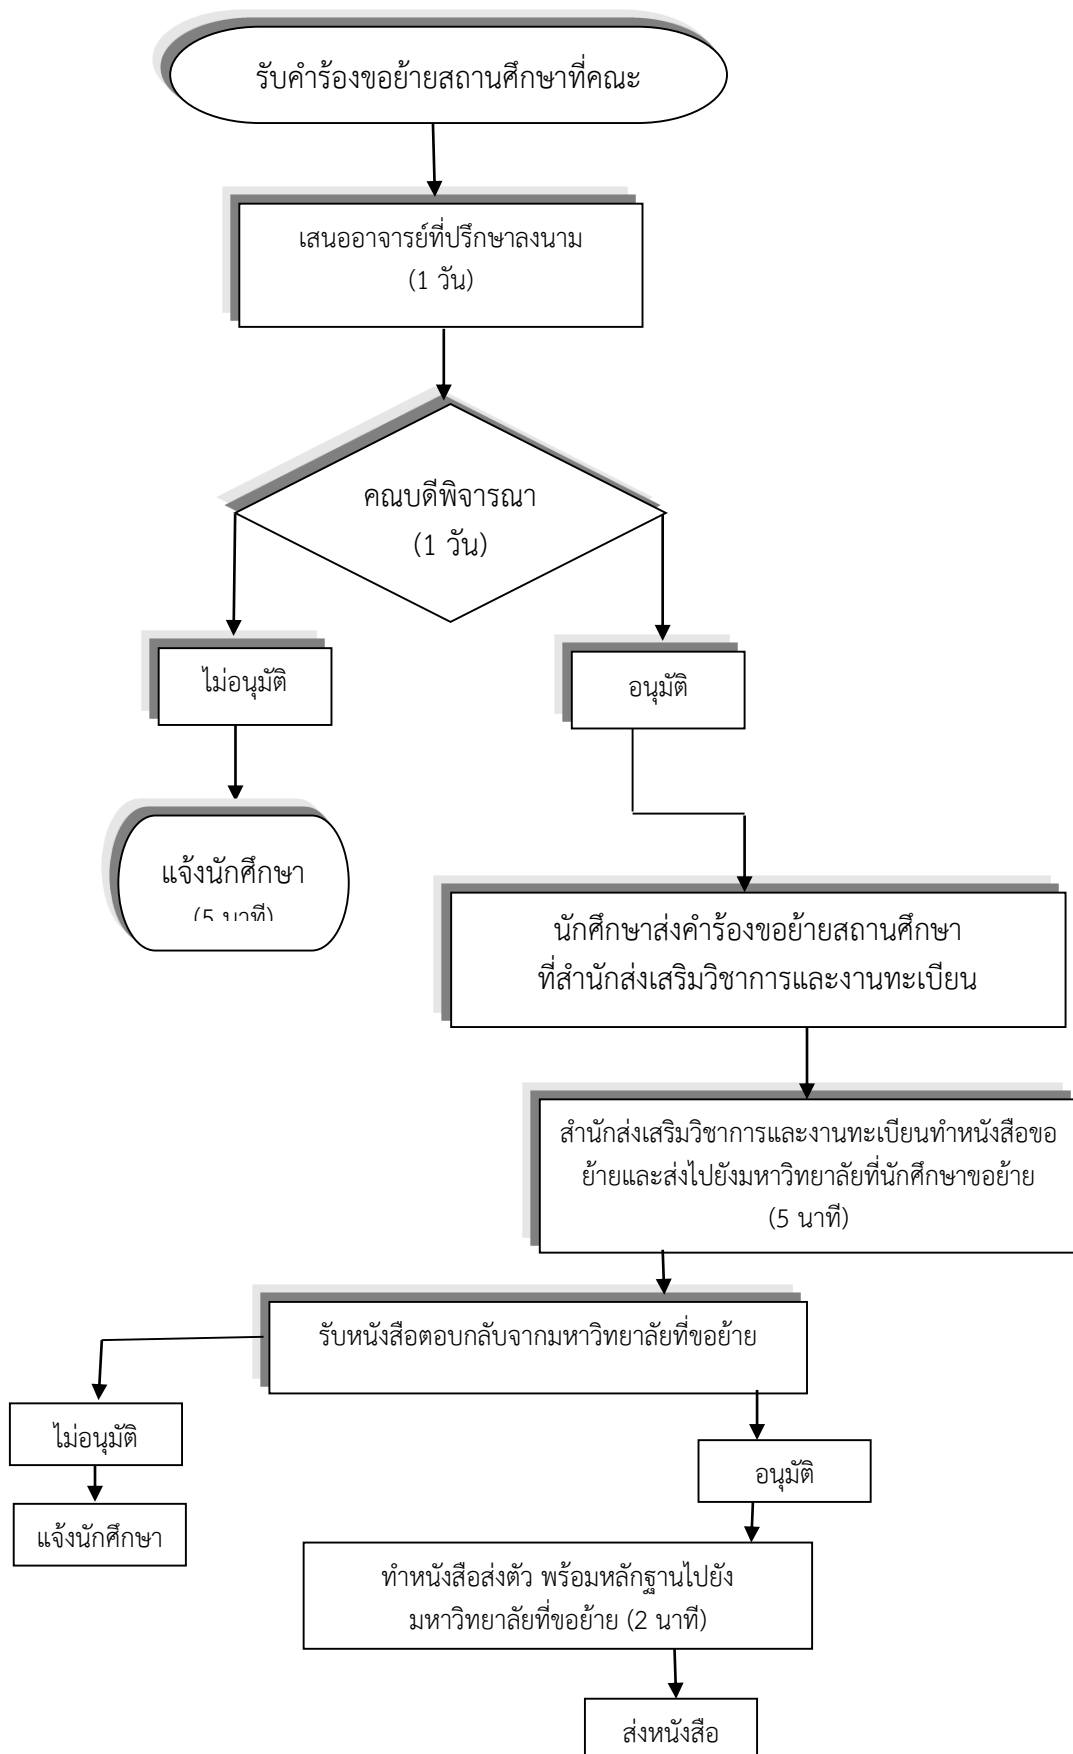 รับคำร้องขอย้ายสถานศึกษาที่คณะ
เสนออาจารย์ที่ปรึกษาลงนาม
(1 วัน)
คณบดีพิจารณา
(1 วัน)
ไม่อนุมัติ
อนุมัติ
แจ้งนักศึกษา
(5 นาที)
นักศึกษาส่งคำร้องขอย้ายสถานศึกษา
ที่สำนักส่งเสริมวิชาการและงานทะเบียน
สำนักส่งเสริมวิชาการและงานทะเบียนทำหนังสือขอ
ย้ายและส่งไปยังมหาวิทยาลัยที่นักศึกษาขอย้าย
(5 นาที)
รับหนังสือตอบกลับจากมหาวิทยาลัยที่ขอย้าย
ไม่อนุมัติ
อนุมัติ
แจ้งนักศึกษา
ทำหนังสือส่งตัว พร้อมหลักฐานไปยัง
มหาวิทยาลัยที่ขอย้าย (2 นาที)
ส่งหนังสือ